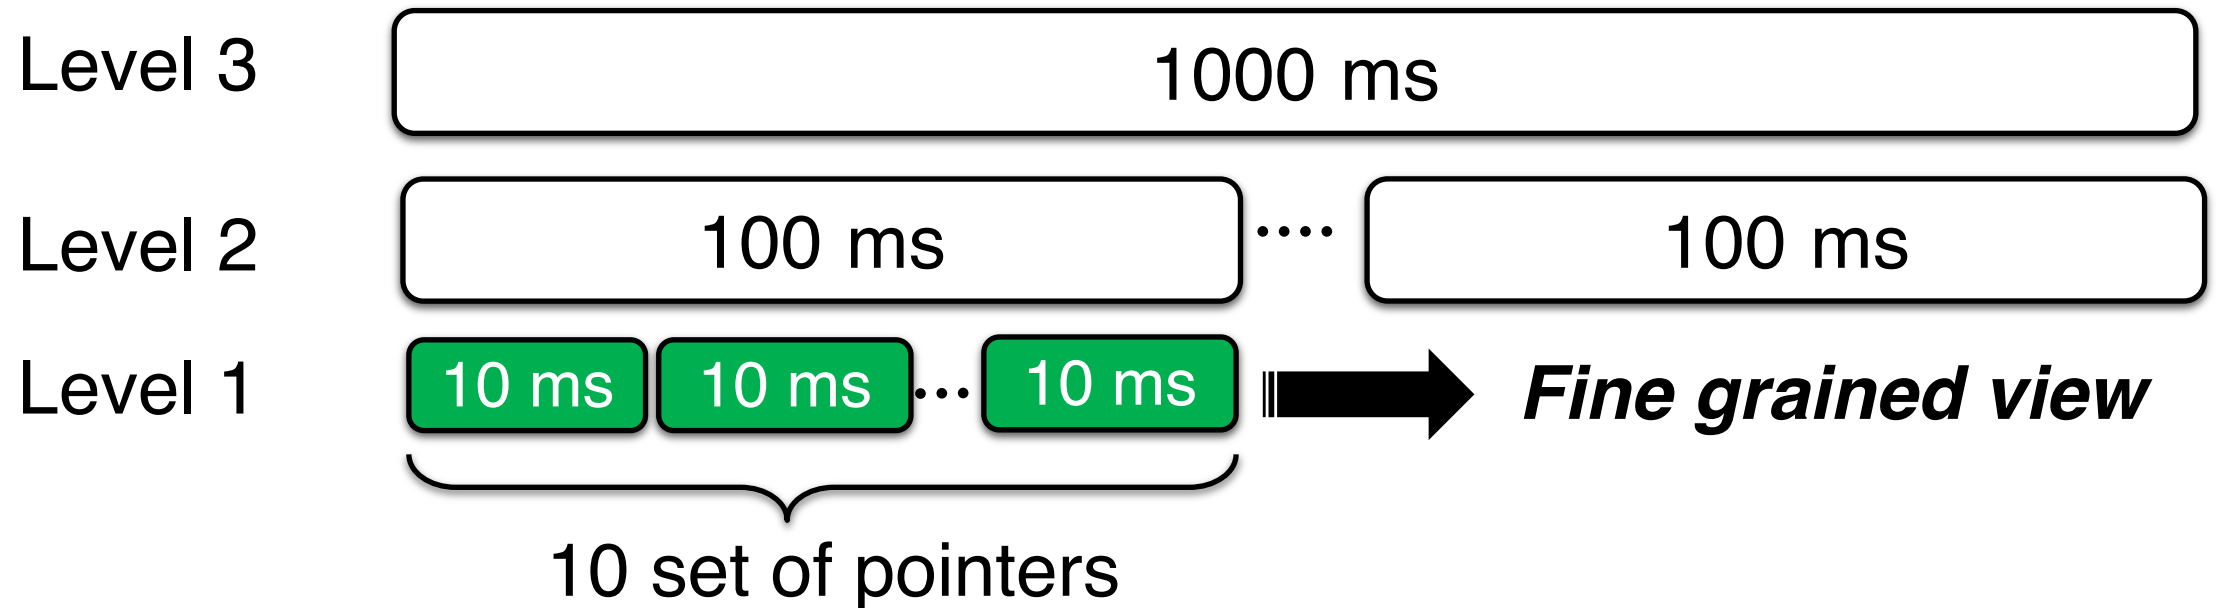 Level 3 1000 ms
Level 2 100 ms .... 100 ms
Level 1 10 ms 10 ms ... 10 ms Fine grained view
10 set of pointers